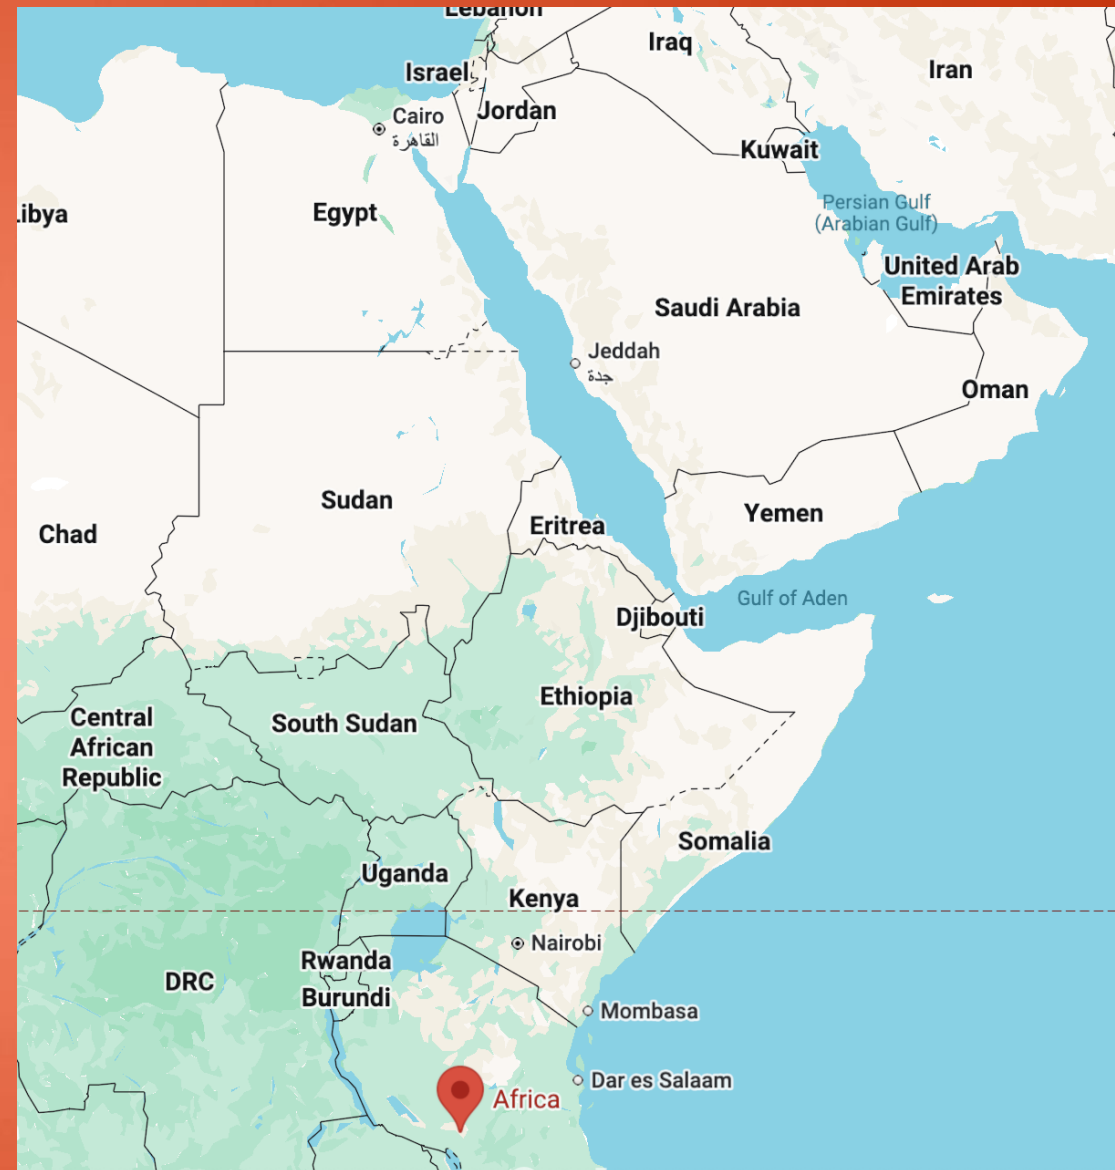 Lebanon
Iraq
Iran
Israel
Jordan
Cairo
القاهرة
Kuwait
Libya
Egypt
Persian Gulf
(Arabian Gulf)
United Arab
Emirates
Saudi Arabia
Jeddah
جدة
Oman
Sudan
Yemen
Eritrea
Chad
Gulf of Aden
Djibouti
Ethiopia
Central
African
Republic
South Sudan
Somalia
Uganda
Kenya
Nairobi
Rwanda
DRC
Burundi
Mombasa
Dar es Salaam
Africa